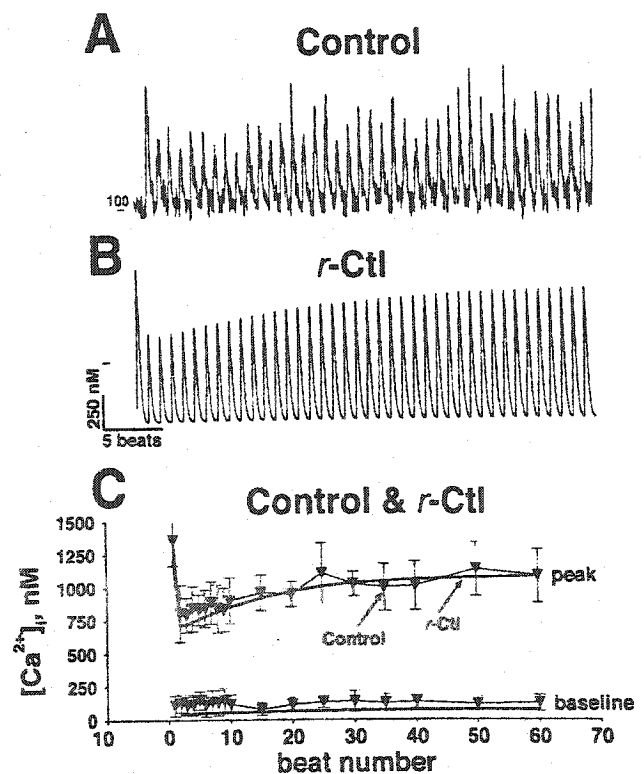 A
Control
100
B
r-Ctl
250 nM
5 beats
C
Control & r-Ctl
1500
1250
1000
750
500
250
0
[Ca2+]i, nM
peak
Control
r-Ctl
baseline
10 0 10 20 30 40 50 60 70
beat number